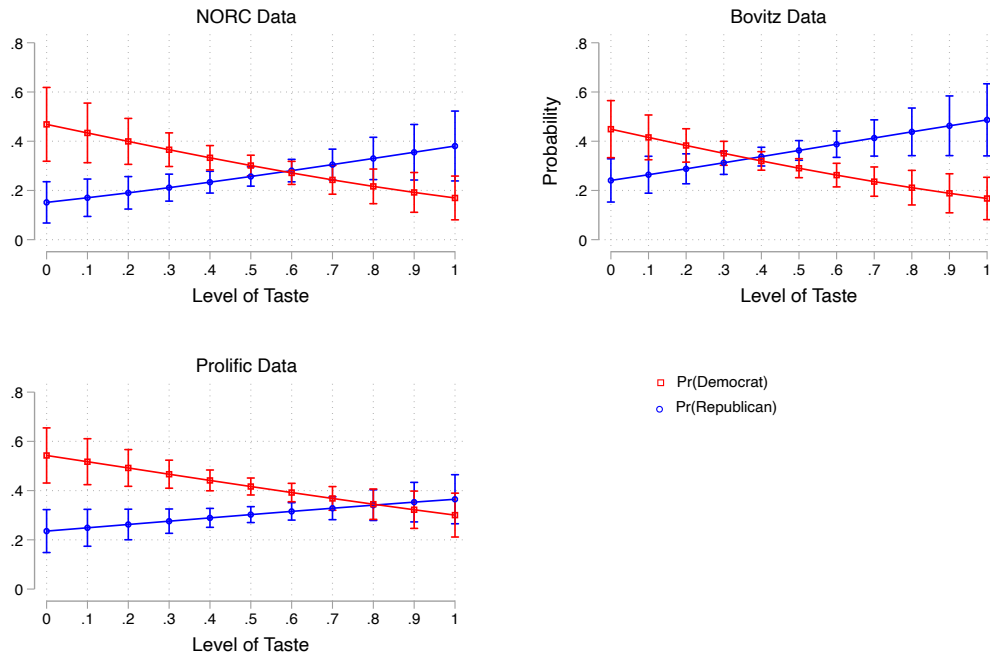 NORC Data
.8
.6
.4
.2
0
0 .1 .2 .3 .4 .5 .6 .7 .8 .9 1
Level of Taste
Bovitz Data
Probability
.8
.6
.4
.2
0
0 .1 .2 .3 .4 .5 .6 .7 .8 .9 1
Level of Taste
Prolific Data
.8
.6
.4
.2
0
0 .1 .2 .3 .4 .5 .6 .7 .8 .9 1
Level of Taste
Pr(Democrat)
Pr(Republican)